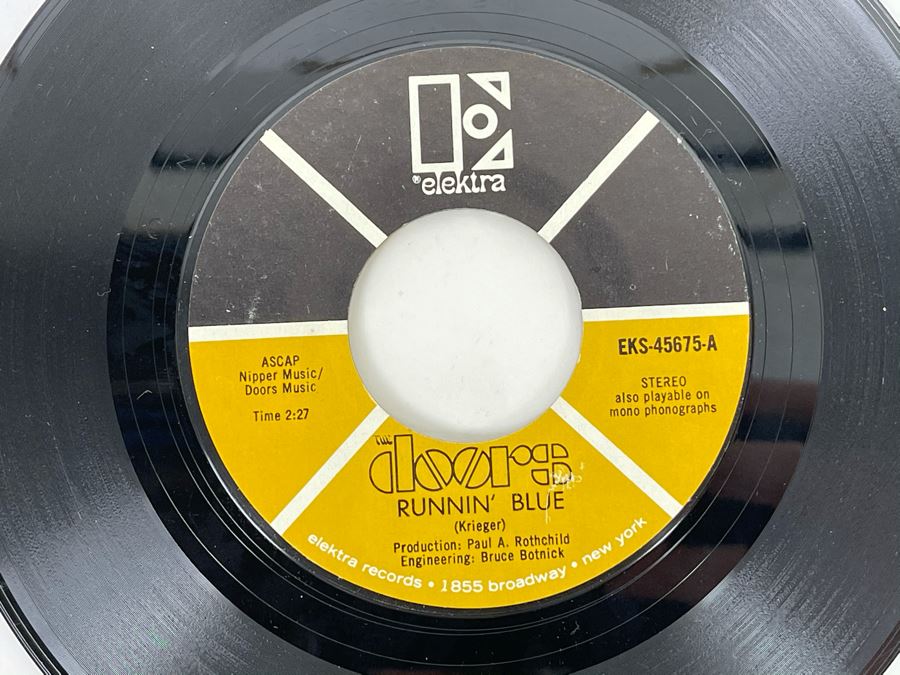 ® elektra
ASCAP
Nipper Music/
Doors Music
Time 2:27
EKS-45675-A
STEREO
also playable on
mono phonographs
THE
doors
RUNNIN' BLUE
(Krieger)
Production: Paul A. Rothchild
Engineering: Bruce Botnick
elektra records • 1855 broadway • new york